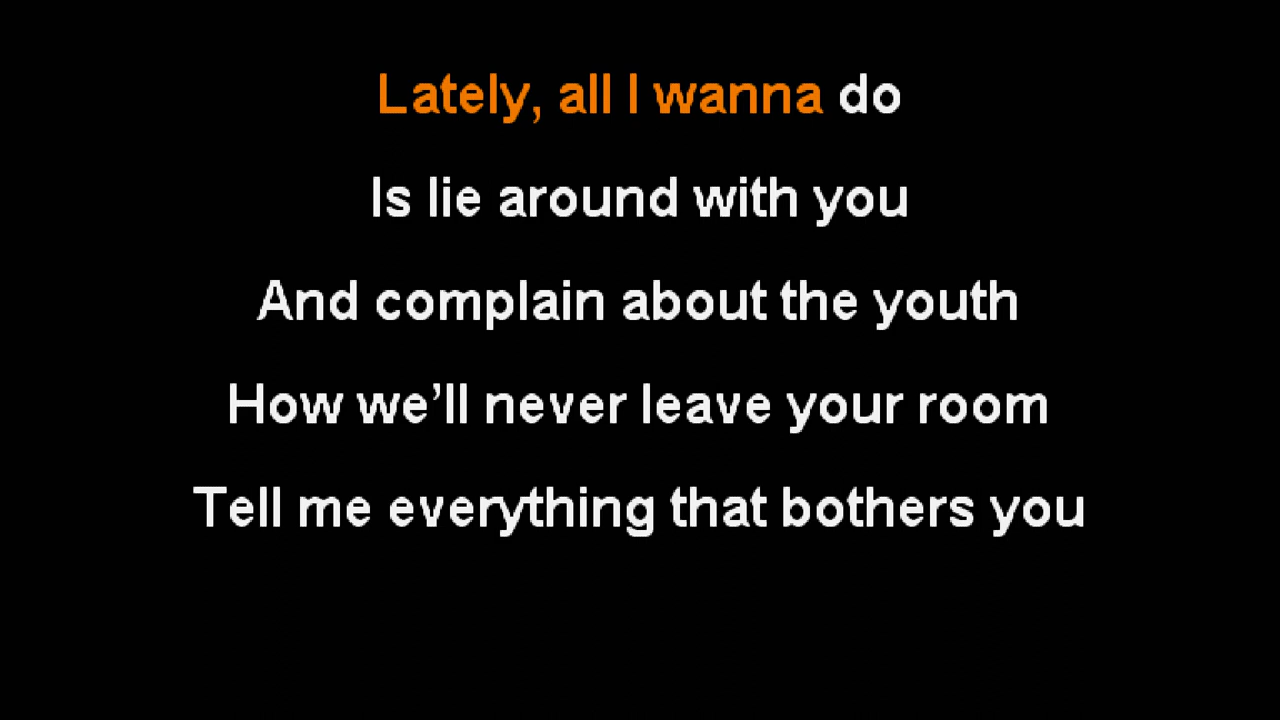 Lately, all I wanna do
Is lie around with you
And complain about the youth
How we’ll never leave your room
Tell me everything that bothers you